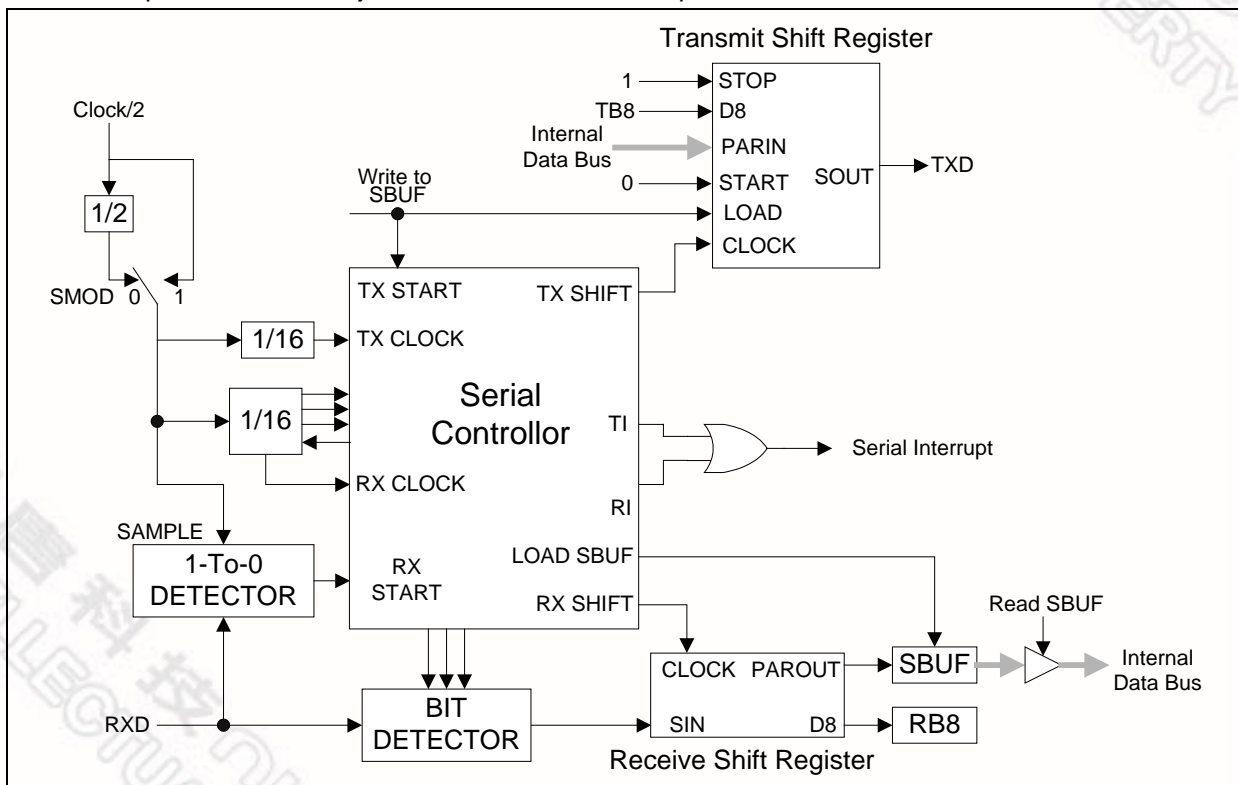 Transmit Shift Register
1
STOP
TB8
D8
Internal
Data Bus
PARIN
SOUT
TXD
0
START
LOAD
CLOCK
Clock/2
1/2
SMOD 0 1
Write to
SBUF
TX START
TX SHIFT
1/16
TX CLOCK
Serial
Controllor
1/16
TI
Serial Interrupt
RX CLOCK
RI
SAMPLE
1-To-0
DETECTOR
RX
START
LOAD SBUF
RX SHIFT
Read SBUF
CLOCK PAROUT
SBUF
Internal
Data Bus
RXD
BIT
DETECTOR
SIN
D8
RB8
Receive Shift Register